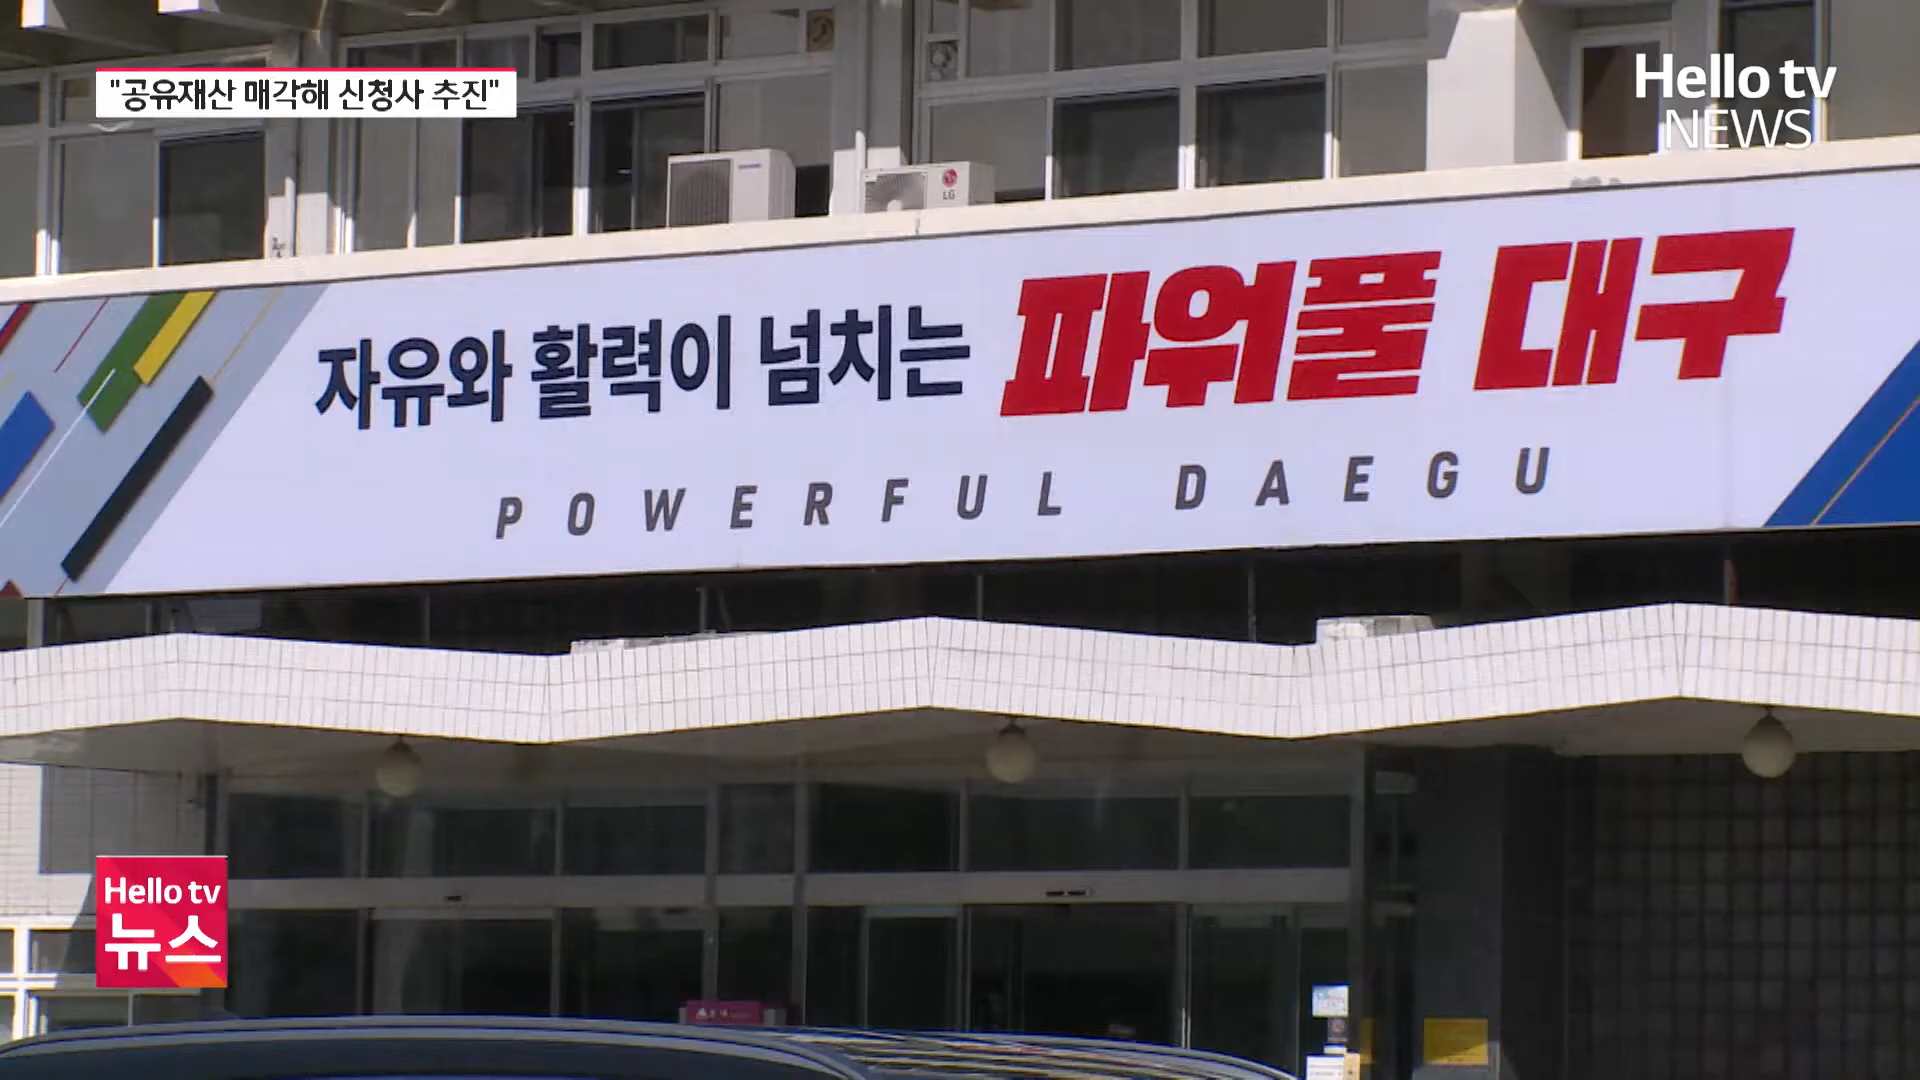 "공유재산 매각해 신청사 추진"
Hello tv
NEWS
LG
자유와 활력이 넘치는 파워풀 대구
POWERFUL DAEGU
Hello tv
뉴스